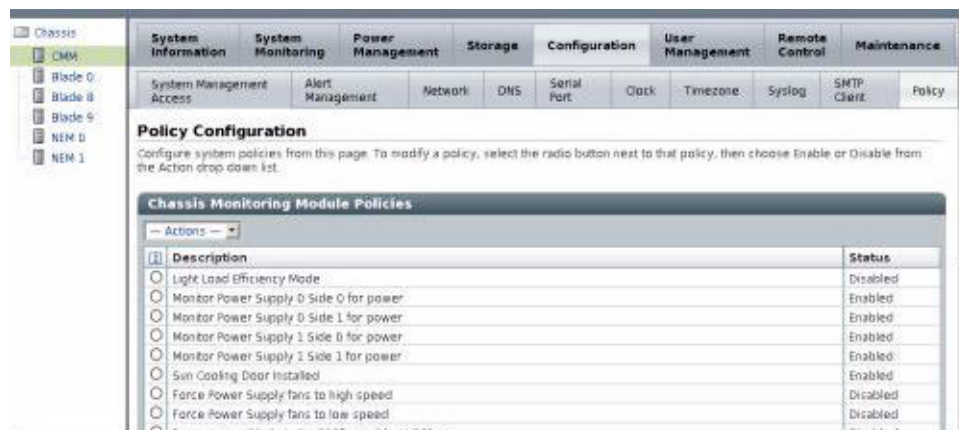 Chassis
CMM
Blade 0
Blade 8
Blade 9
NEM 0
NEM 1
System Information
System Monitoring
Power Management
Storage
Configuration
User Management
Remote Control
Maintenance
System Management Access
Alert Management
Network
DNS
Serial Port
Clock
Timezone
Syslog
SMTP Client
Policy
Policy Configuration
Configure system policies from this page. To modify a policy, select the radio button next to that policy, then choose Enable or Disable from
the Action drop down list.
Chassis Monitoring Module Policies
— Actions —
Description Status
Light Load Efficiency Mode Disabled
Monitor Power Supply 0 Side 0 for power Enabled
Monitor Power Supply 0 Side 1 for power Enabled
Monitor Power Supply 1 Side 0 for power Enabled
Monitor Power Supply 1 Side 1 for power Enabled
Sun Cooling Door Installed Enabled
Force Power Supply fans to high speed Disabled
Force Power Supply fans to low speed Disabled